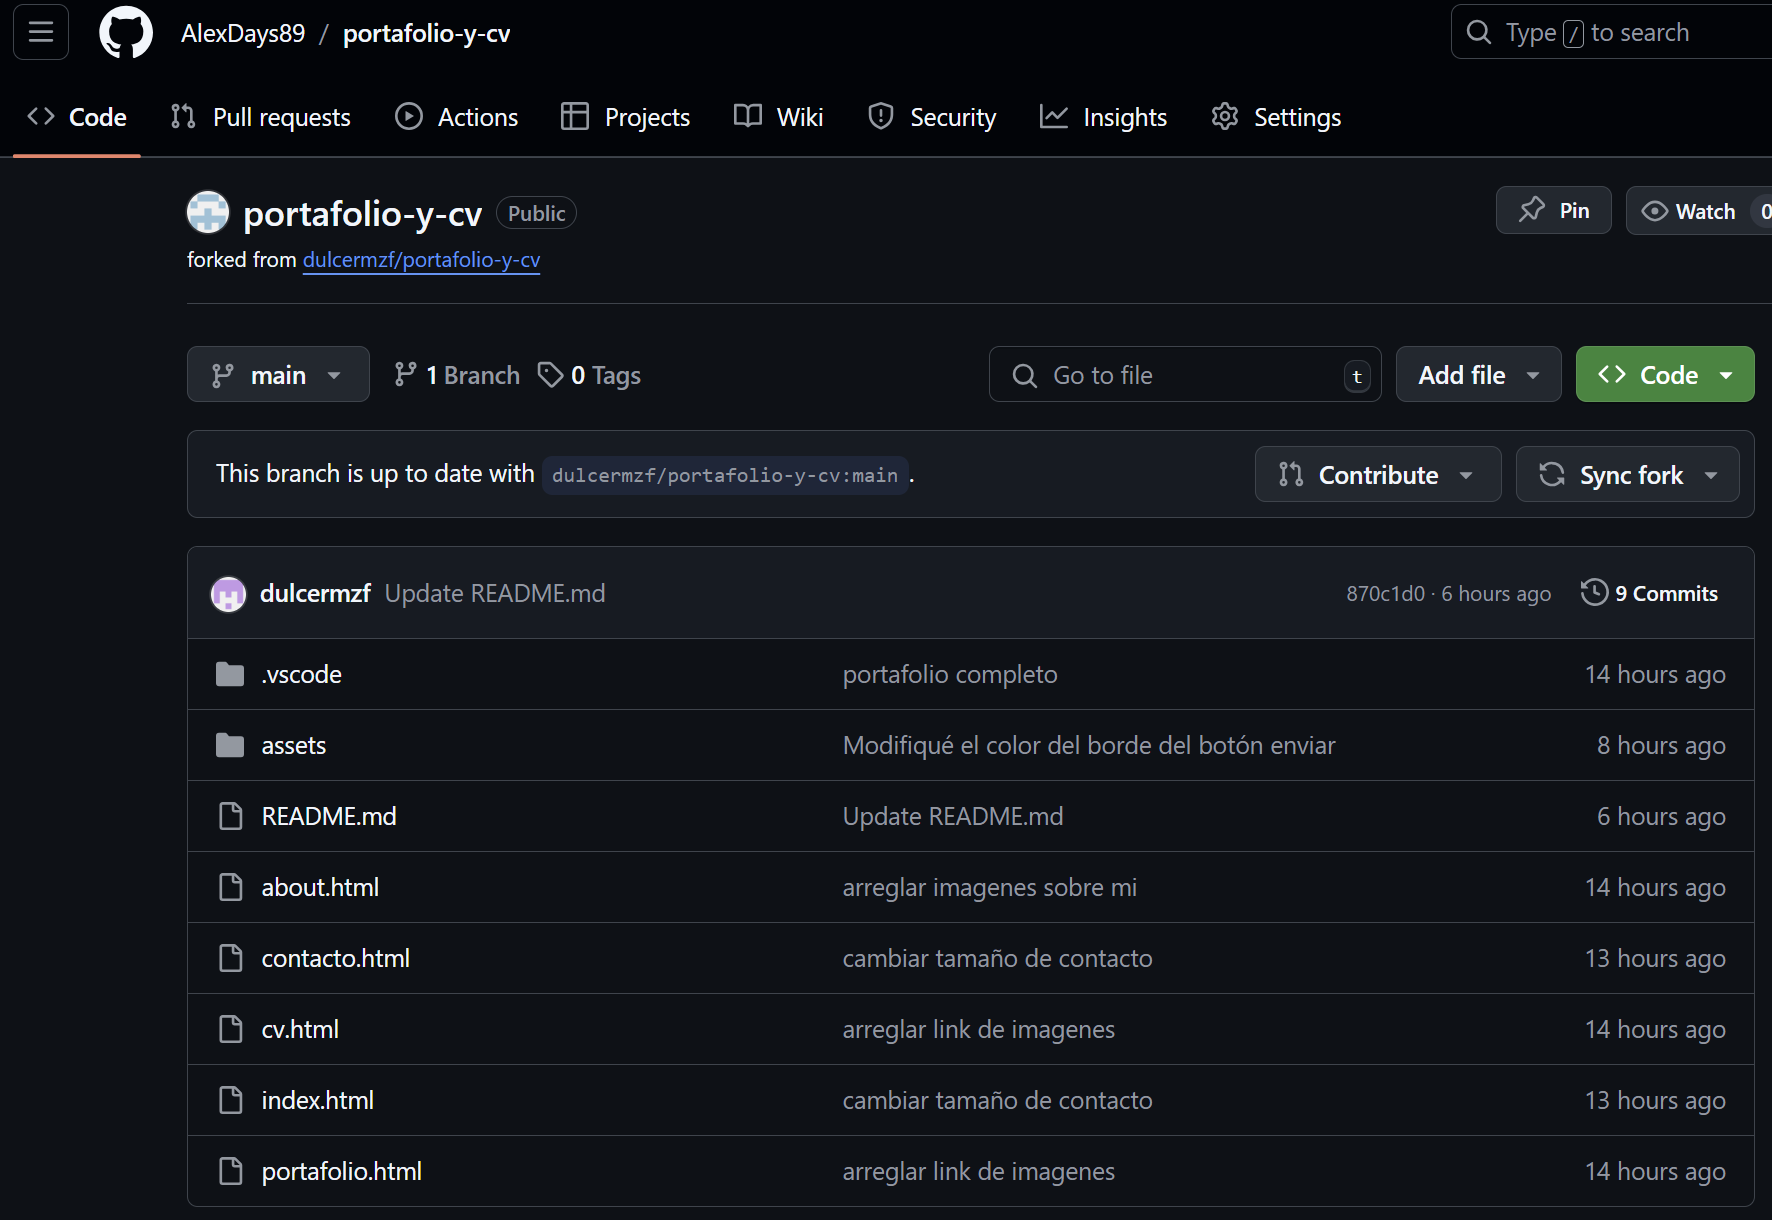 AlexDays89 / portafolio-y-cv
Type / to search
Code Pull requests Actions Projects Wiki Security Insights Settings
portafolio-y-cv Public
Pin Watch 0
forked from dulcermzf/portafolio-y-cv
main 1 Branch 0 Tags
Go to file t Add file Code
This branch is up to date with dulcermzf/portafolio-y-cv:main.
Contribute Sync fork
dulcermzf Update README.md 870c1d0 · 6 hours ago 9 Commits
.vscode portafolio completo 14 hours ago
assets Modifiqué el color del borde del botón enviar 8 hours ago
README.md Update README.md 6 hours ago
about.html arreglar imagenes sobre mi 14 hours ago
contacto.html cambiar tamaño de contacto 13 hours ago
cv.html arreglar link de imagenes 14 hours ago
index.html cambiar tamaño de contacto 13 hours ago
portafolio.html arreglar link de imagenes 14 hours ago